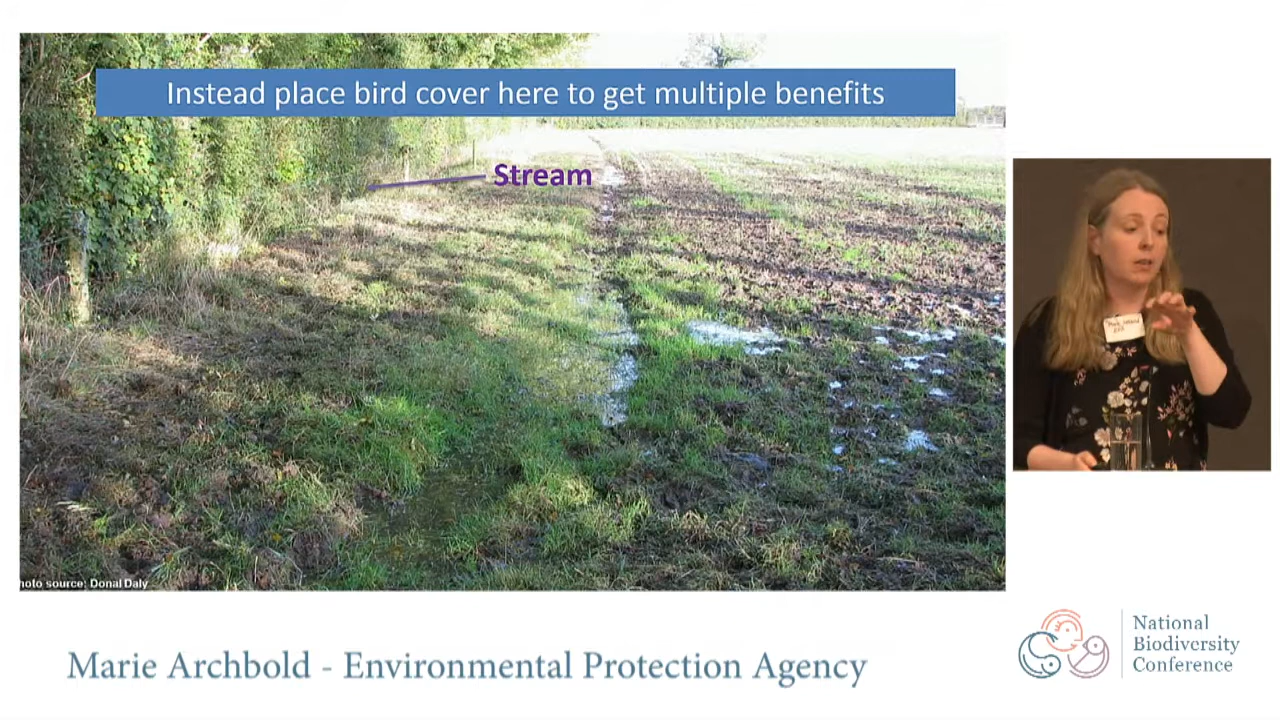 Instead place bird cover here to get multiple benefits
Stream
hoto source: Donal Daly
Marie Archbold - Environmental Protection Agency
National
Biodiversity
Conference